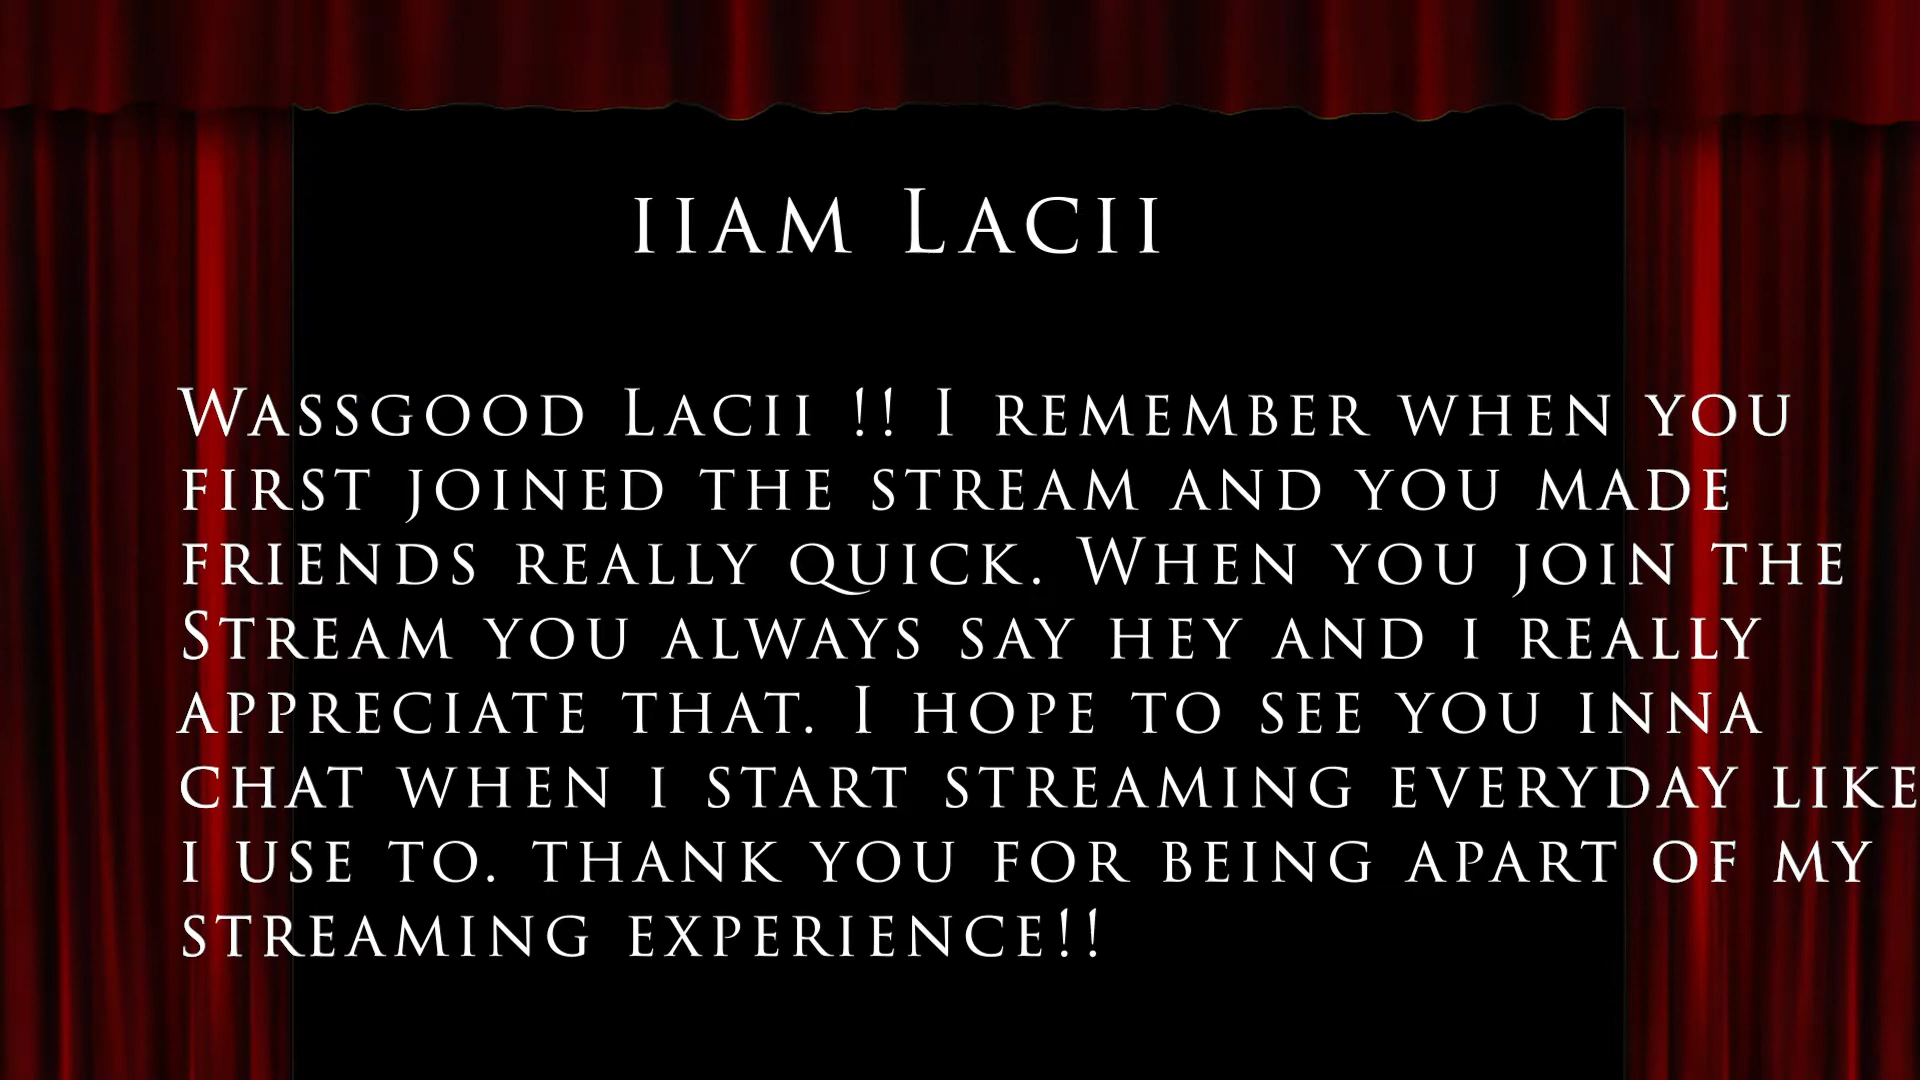 iiam Lacii
Wassgood Lacii !! I remember when you
first joined the stream and you made
friends really quick. When you join the
Stream you always say hey and i really
appreciate that. I hope to see you inna
chat when i start streaming everyday like
i use to. thank you for being apart of my
streaming experience!!